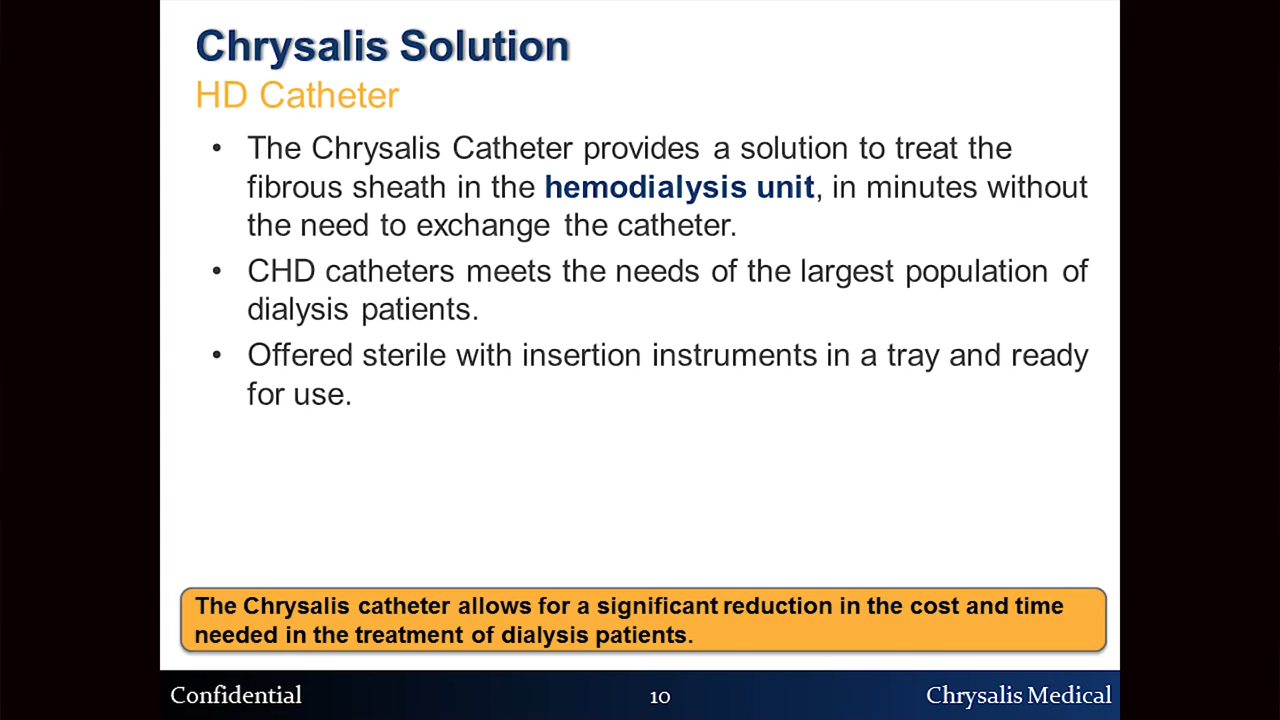 Chrysalis Solution
HD Catheter
• The Chrysalis Catheter provides a solution to treat the
fibrous sheath in the hemodialysis unit, in minutes without
the need to exchange the catheter.
• CHD catheters meets the needs of the largest population of
dialysis patients.
• Offered sterile with insertion instruments in a tray and ready
for use.
The Chrysalis catheter allows for a significant reduction in the cost and time
needed in the treatment of dialysis patients.
Confidential
10
Chrysalis Medical